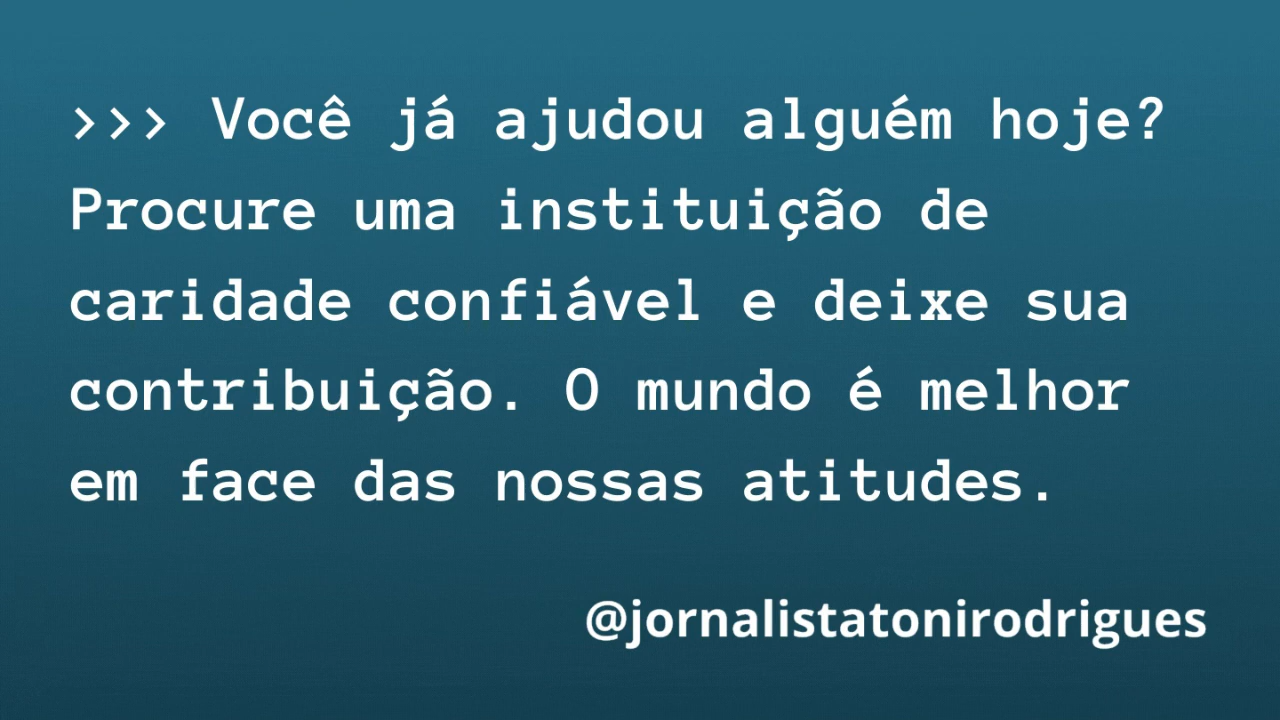 >>> Você já ajudou alguém hoje?
Procure uma instituição de
caridade confiável e deixe sua
contribuição. O mundo é melhor
em face das nossas atitudes.
@jornalistatonirodrigues